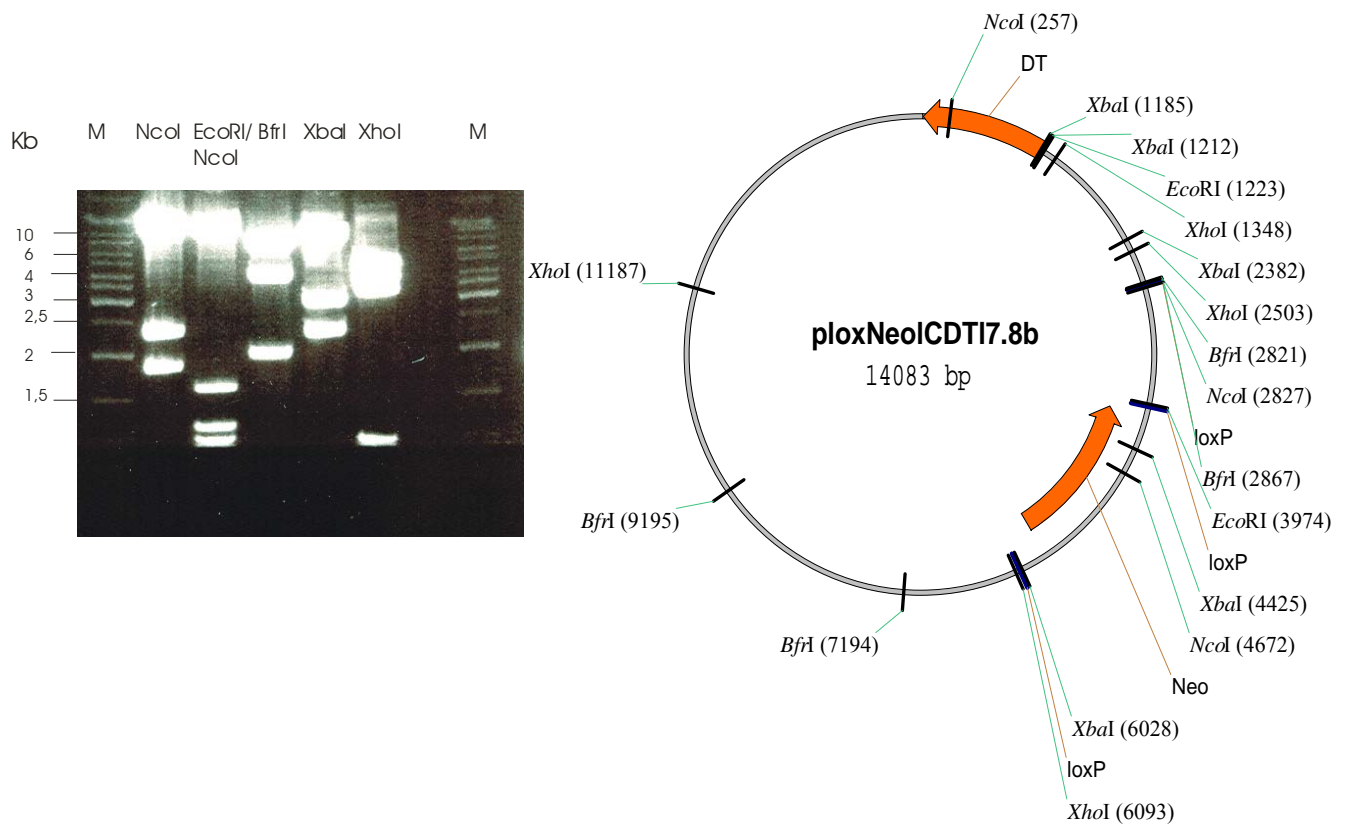 Kb
M NcoI EcoRI/ BfrI XbaI XhoI M
NcoI
10
6
4
3
2,5
2
1,5
NcoI (257)
DT
XbaI (1185)
XbaI (1212)
EcoRI (1223)
XhoI (1348)
XbaI (2382)
XhoI (2503)
BfrI (2821)
NcoI (2827)
loxP
BfrI (2867)
EcoRI (3974)
loxP
XbaI (4425)
NcoI (4672)
Neo
XbaI (6028)
loxP
XhoI (6093)
BfrI (7194)
BfrI (9195)
XhoI (11187)
ploxNeoICDTI7.8b
14083 bp